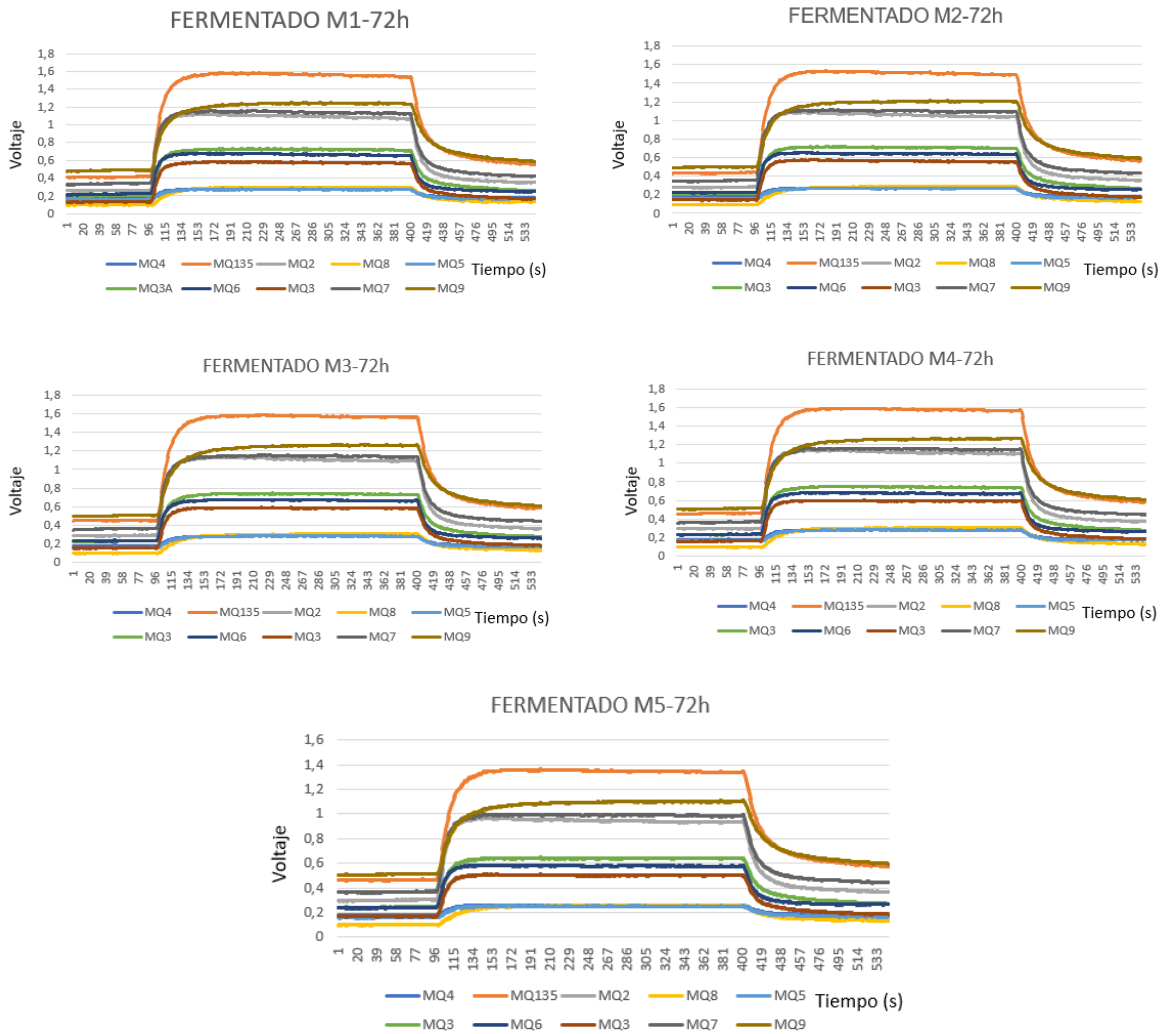 FERMENTADO M1-72h
Voltaje
1,8
1,6
1,4
1,2
1
0,8
0,6
0,4
0,2
0
1 20 39 58 77 96 115 134 153 172 191 210 229 248 267 286 305 324 343 362 381 400 419 438 457 476 495 514 533
MQ4 MQ135 MQ2 MQ8 MQ5 Tiempo (s)
MQ3A MQ6 MQ3 MQ7 MQ9
FERMENTADO M2-72h
Voltaje
1,8
1,6
1,4
1,2
1
0,8
0,6
0,4
0,2
0
1 20 39 58 77 96 115 134 153 172 191 210 229 248 267 286 305 324 343 362 381 400 419 438 457 476 495 514 533
MQ4 MQ135 MQ2 MQ8 MQ5 Tiempo (s)
MQ3 MQ6 MQ3 MQ7 MQ9
FERMENTADO M3-72h
Voltaje
1,8
1,6
1,4
1,2
1
0,8
0,6
0,4
0,2
0
1 20 39 58 77 96 115 134 153 172 191 210 229 248 267 286 305 324 343 362 381 400 419 438 457 476 495 514 533
MQ4 MQ135 MQ2 MQ8 MQ5 Tiempo (s)
MQ3 MQ6 MQ3 MQ7 MQ9
FERMENTADO M4-72h
Voltaje
1,8
1,6
1,4
1,2
1
0,8
0,6
0,4
0,2
0
1 20 39 58 77 96 115 134 153 172 191 210 229 248 267 286 305 324 343 362 381 400 419 438 457 476 495 514 533
MQ4 MQ135 MQ2 MQ8 MQ5 Tiempo (s)
MQ3 MQ6 MQ3 MQ7 MQ9
FERMENTADO M5-72h
Voltaje
1,6
1,4
1,2
1
0,8
0,6
0,4
0,2
0
1 20 39 58 77 96 115 134 153 172 191 210 229 248 267 286 305 324 343 362 381 400 419 438 457 476 495 514 533
MQ4 MQ135 MQ2 MQ8 MQ5 Tiempo (s)
MQ3 MQ6 MQ3 MQ7 MQ9